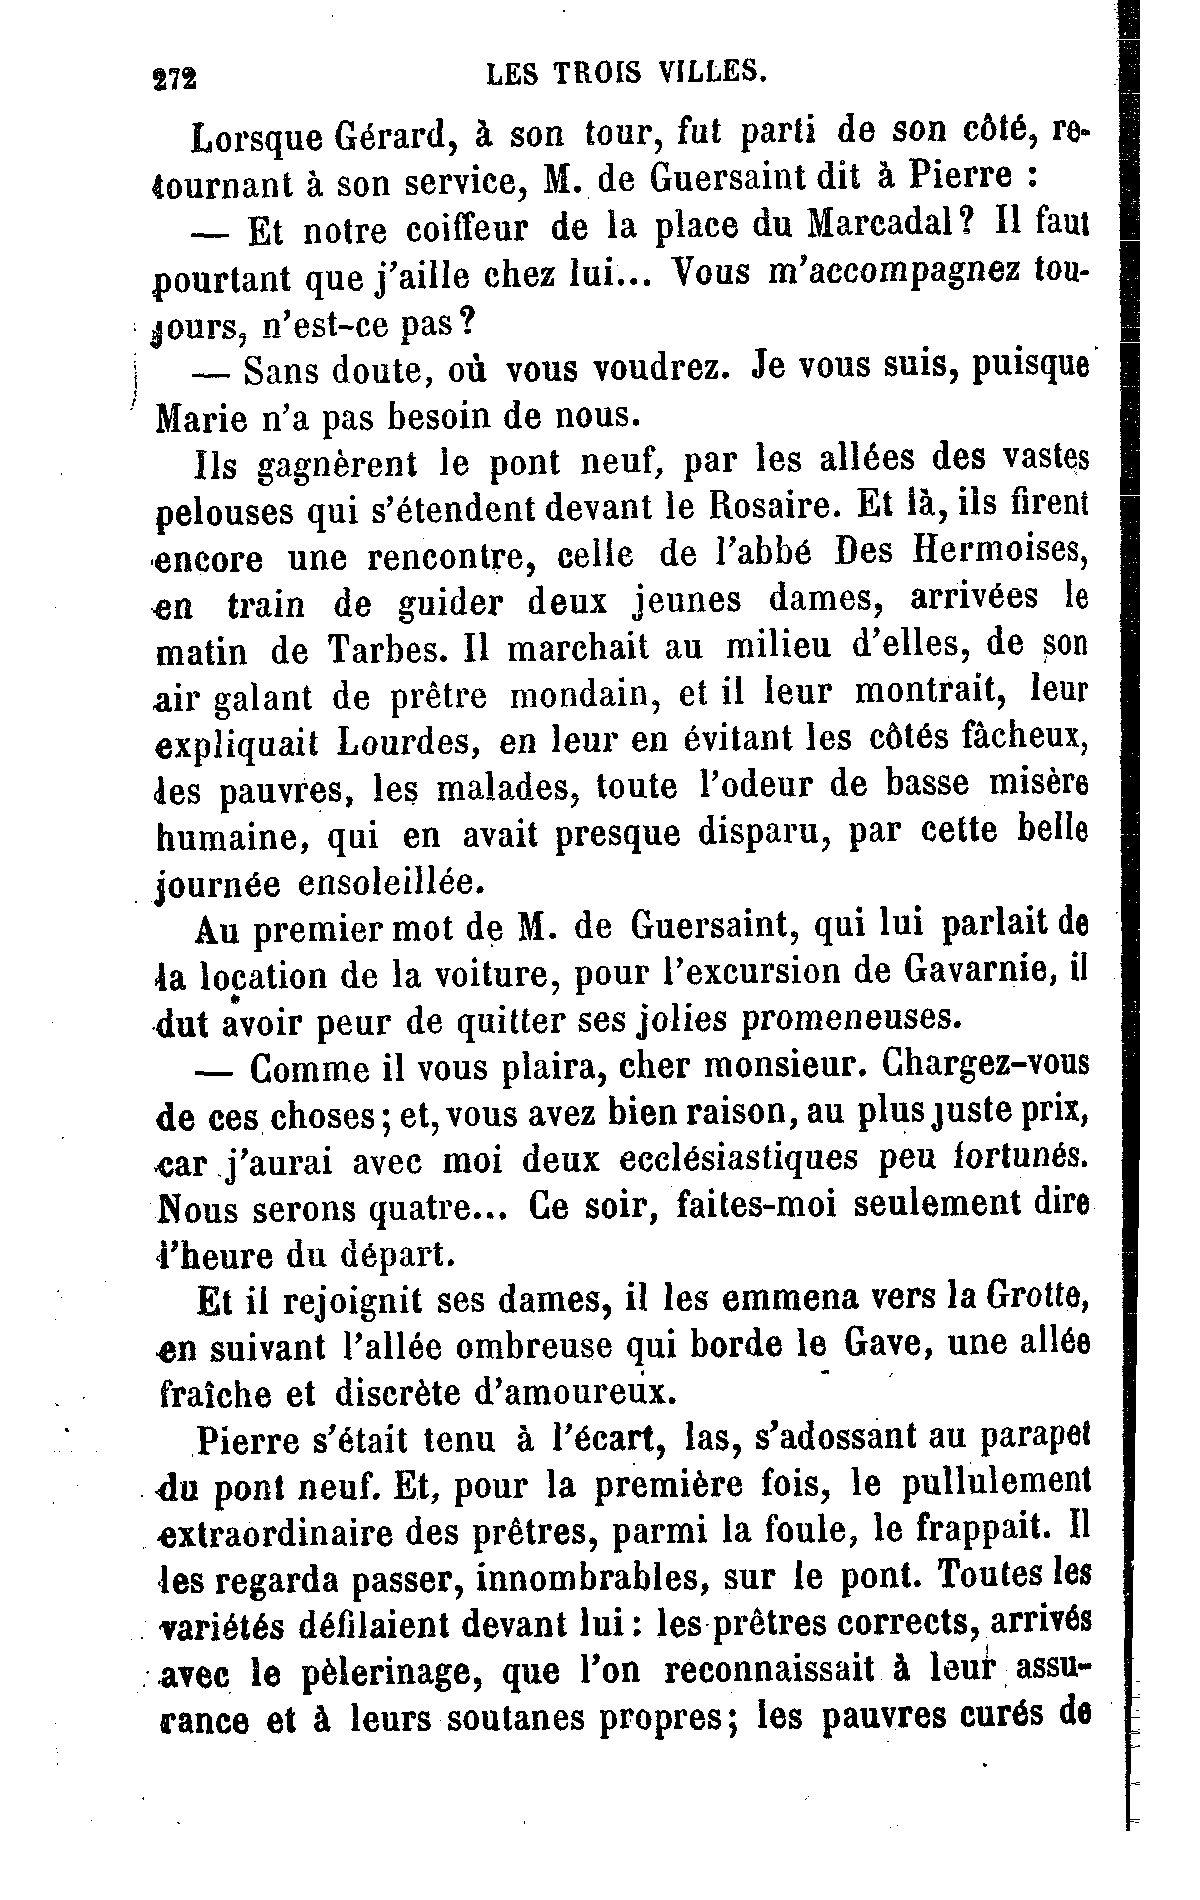 272 LES TROIS VILLES.
Lorsque Gérard, à son tour, fut parti de son côté, re-
tournant à son service, M. de Guersaint dit à Pierre :
— Et notre coiffeur de la place du Marcadal? Il faut
pourtant que j'aille chez lui... Vous m'accompagnez tou-
jours, n'est-ce pas?
— Sans doute, où vous voudrez. Je vous suis, puisque
Marie n'a pas besoin de nous.
Ils gagnèrent le pont neuf, par les allées des vastes
pelouses qui s'étendent devant le Rosaire. Et là, ils firent
encore une rencontre, celle de l'abbé Des Hermoises,
en train de guider deux jeunes dames, arrivées le
matin de Tarbes. Il marchait au milieu d'elles, de son
air galant de prêtre mondain, et il leur montrait, leur
expliquait Lourdes, en leur en évitant les côtés fâcheux,
les pauvres, les malades, toute l'odeur de basse misère
humaine, qui en avait presque disparu, par cette belle
journée ensoleillée.
Au premier mot de M. de Guersaint, qui lui parlait de
la location de la voiture, pour l'excursion de Gavarnie, il
dut avoir peur de quitter ses jolies promeneuses.
— Comme il vous plaira, cher monsieur. Chargez-vous
de ces choses; et, vous avez bien raison, au plus juste prix,
car j'aurai avec moi deux ecclésiastiques peu fortunés.
Nous serons quatre... Ce soir, faites-moi seulement dire
l'heure du départ.
Et il rejoignit ses dames, il les emmena vers la Grotte,
en suivant l'allée ombreuse qui borde le Gave, une allée
fraîche et discrète d'amoureux.
Pierre s'était tenu à l'écart, las, s'adossant au parapet
du pont neuf. Et, pour la première fois, le pullulement
extraordinaire des prêtres, parmi la foule, le frappait. Il
les regarda passer, innombrables, sur le pont. Toutes les
variétés défilaient devant lui : les prêtres corrects, arrivés
avec le pèlerinage, que l'on reconnaissait à leur assu-
rance et à leurs soutanes propres; les pauvres curés de